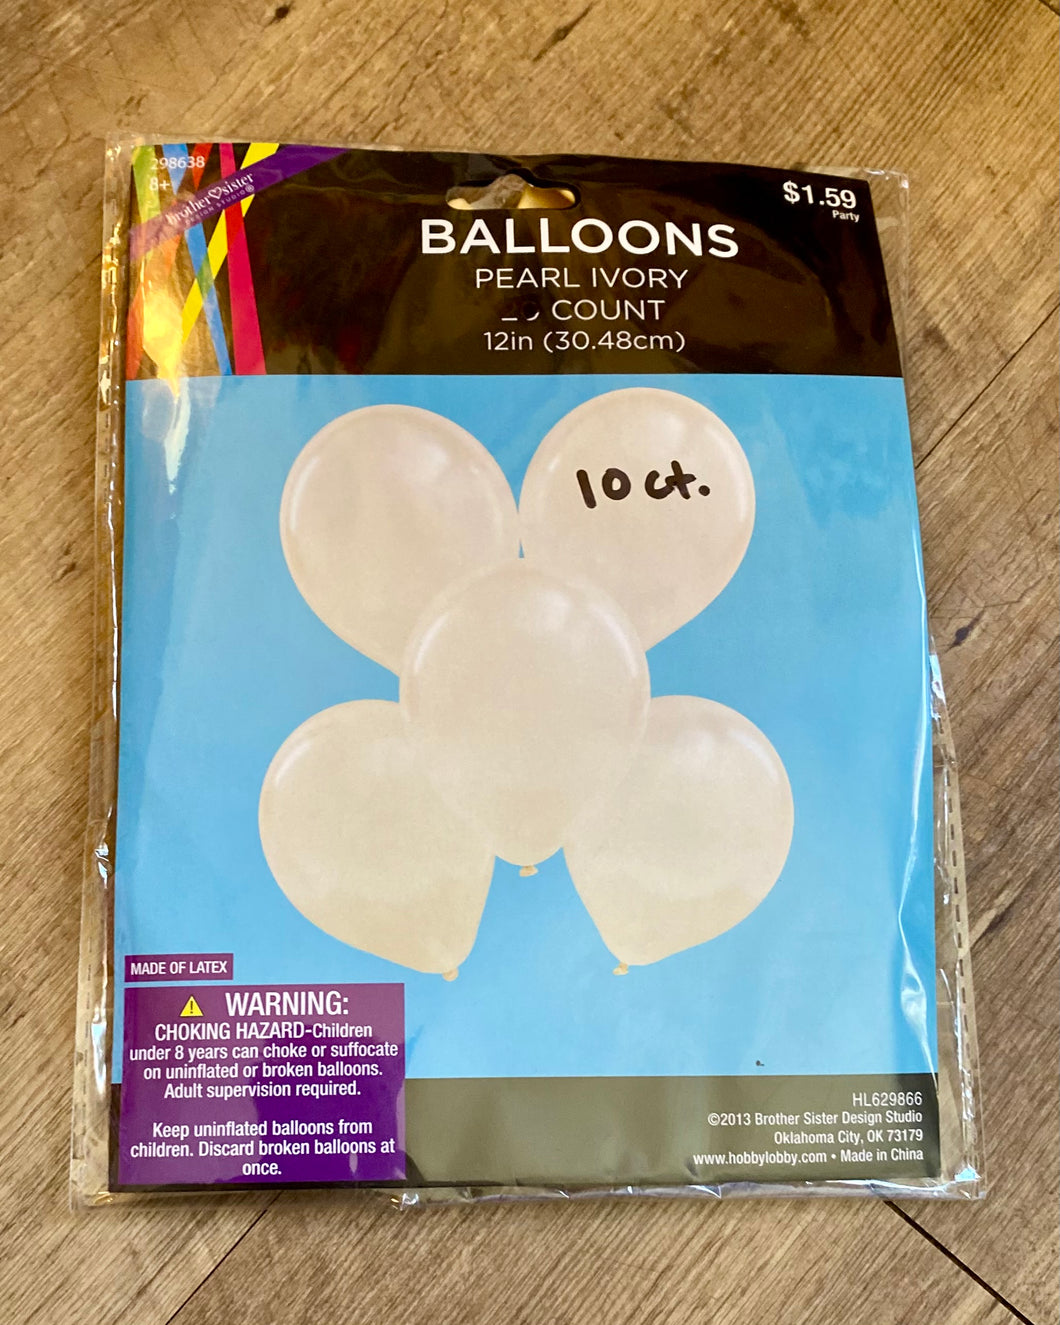 298638
8+
Brother♡sister®
DESIGN STUDIO
$1.59
Party
BALLOONS
PEARL IVORY
COUNT
12in (30.48cm)
10 ct.
MADE OF LATEX
WARNING:
CHOKING HAZARD-Children
under 8 years can choke or suffocate
on uninflated or broken balloons.
Adult supervision required.
Keep uninflated balloons from
children. Discard broken balloons at
once.
HL629866
©2013 Brother Sister Design Studio
Oklahoma City, OK 73179
www.hobbylobby.com • Made in China